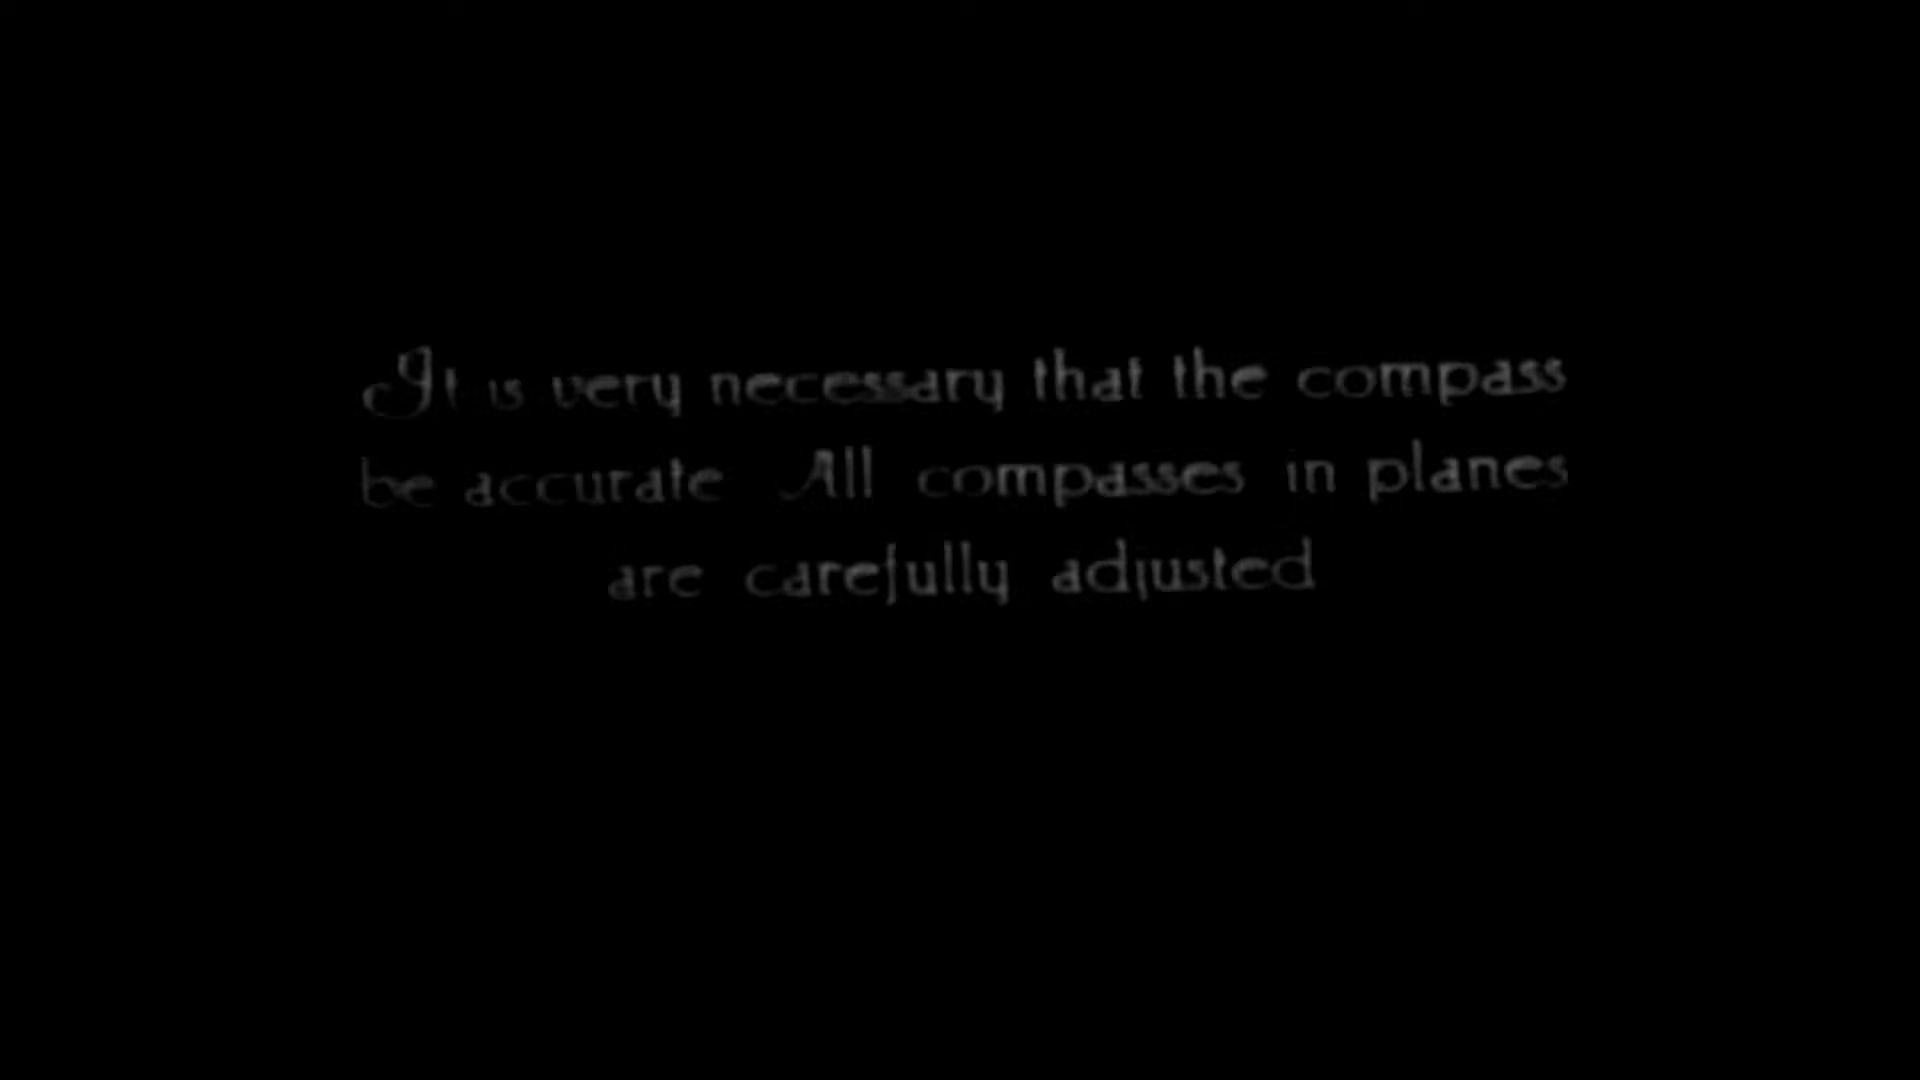 It is very necessary that the compass
be accurate All compasses in planes
are carefully adjusted